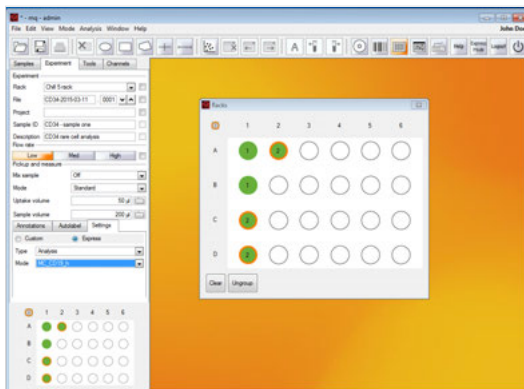 * - mq - admin
File Edit View Mode Analysis Window Help
John Doe
Help
Logout
Samples Experiment Tools Channels
Experiment
Rack Chill 5 rack
File CD34-2015-03-11 0001
Project
Sample ID CD34 - sample one
Description CD34 rare cell analysis
Flow rate
Low Med High
Pickup and measure
Mix sample Off
Mode Standard
Uptake volume 50 µl
Sample volume 200 µl
Annotations Autolabel Settings
Custom Express
Type Analysis
Mode
1 2 3 4 5 6
A
B
C
D
Racks
1 2 3 4 5 6
A 1 2
B 1
C 2
D 2
Clear Ungroup